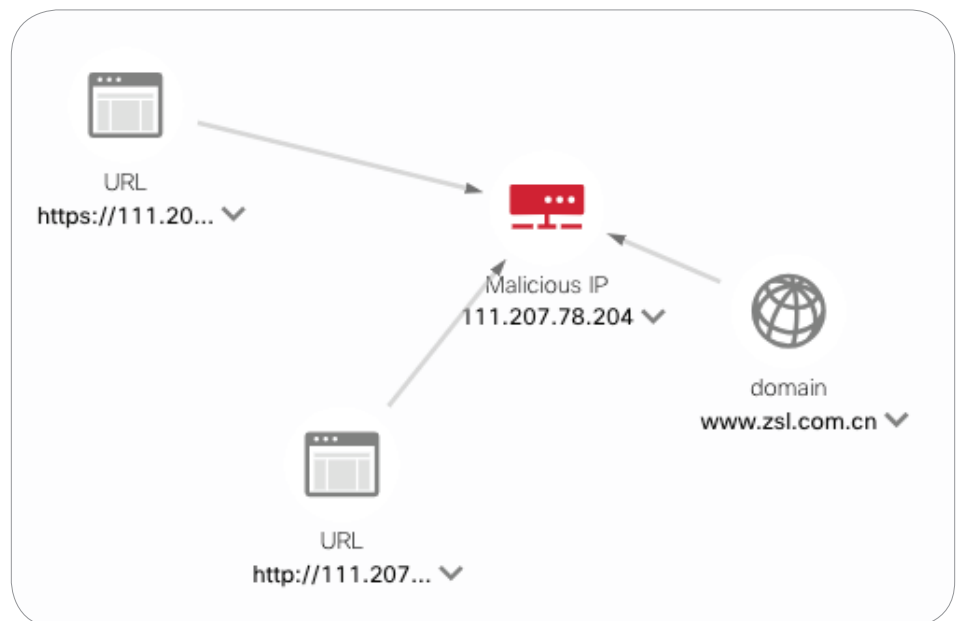 URL
https://111.20...
Malicious IP
111.207.78.204
domain
www.zsl.com.cn
URL
http://111.207...